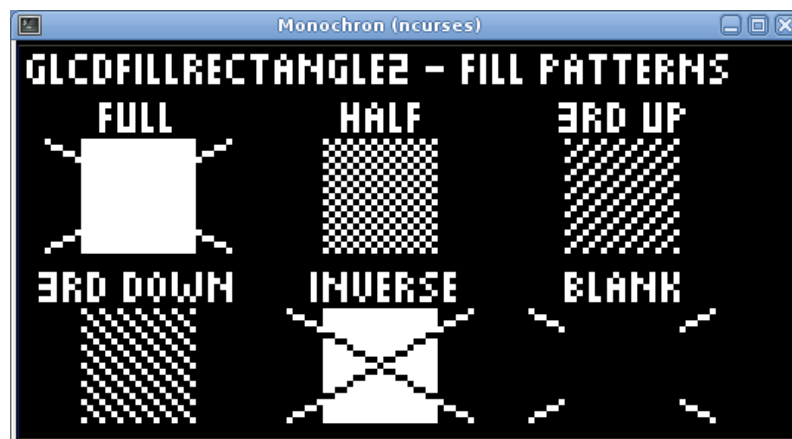 Monochron (ncurses)
GLCDFILLRECTANGLE2 - FILL PATTERNS
FULL HALF 3RD UP
3RD DOWN INVERSE BLANK